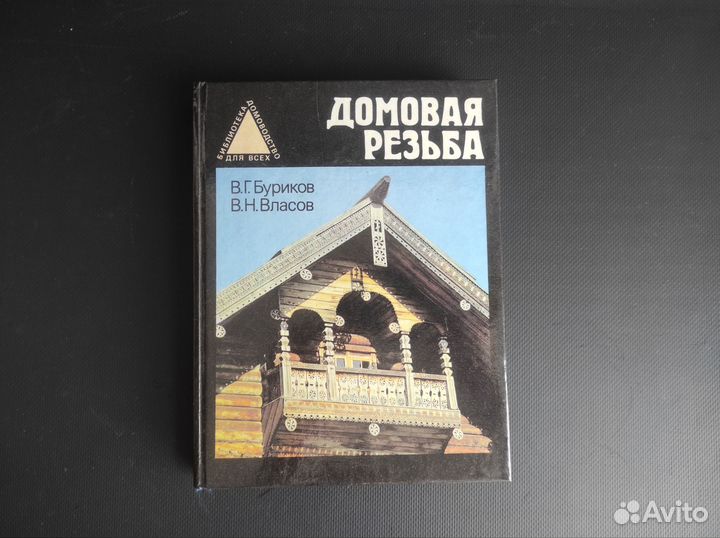 БИБЛИОТЕКА
ДОМОВОДСТВО
ДЛЯ ВСЕХ
ДОМОВАЯ
РЕЗЬБА
В.Г. Буриков
В.Н. Власов
Avito